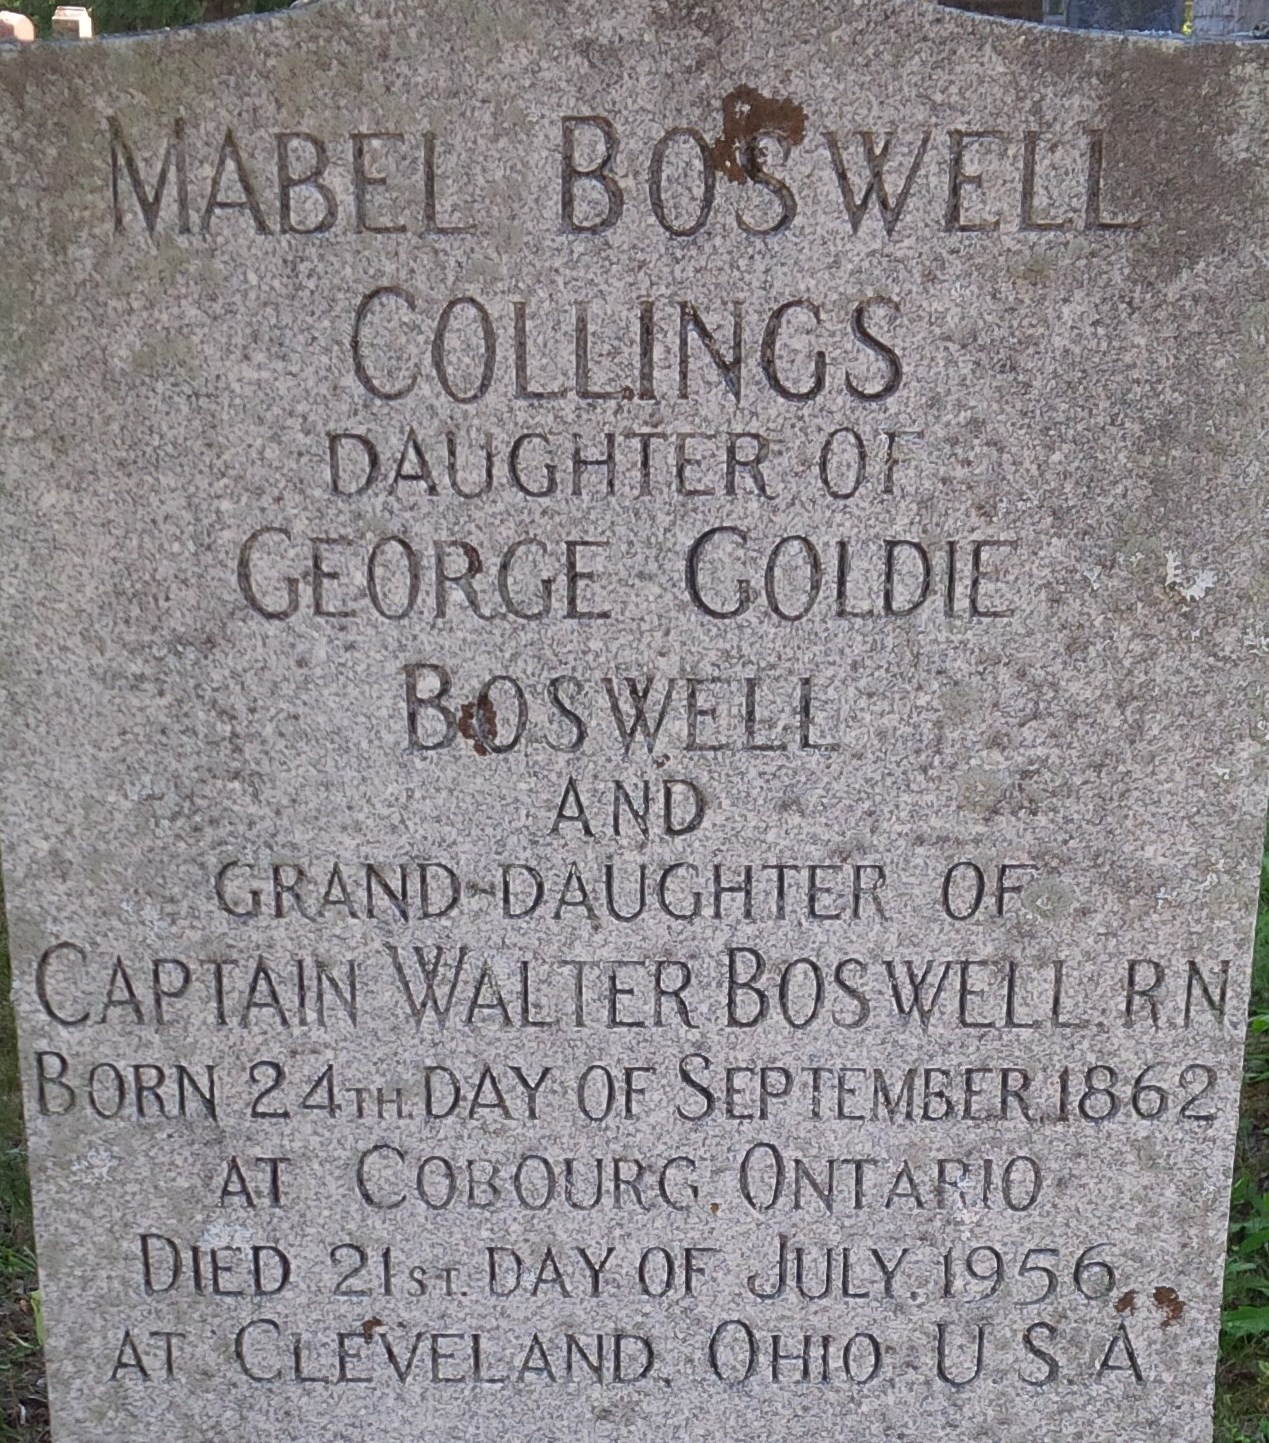 MABEL BOSWELL
COLLINGS
DAUGHTER OF
GEORGE GOLDIE
BOSWELL
AND
GRAND-DAUGHTER OF
CAPTAIN WALTER BOSWELL. R.N.
BORN 24TH. DAY OF SEPTEMBER.1862
AT COBOURG. ONTARIO
DIED 21ST. DAY OF JULY.1956.
AT CLEVELAND. OHIO. U.S.A.